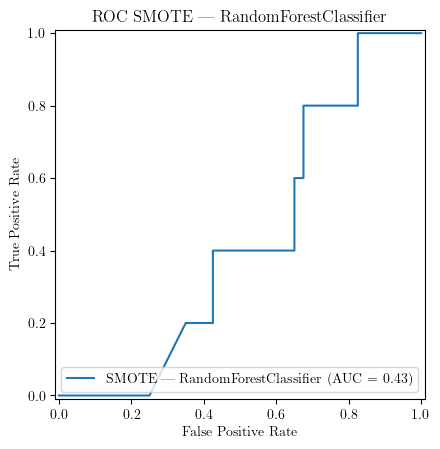 ROC SMOTE — RandomForestClassifier
1.0
0.8
0.6
0.4
0.2
0.0
True Positive Rate
SMOTE — RandomForestClassifier (AUC = 0.43)
0.0 0.2 0.4 0.6 0.8 1.0
False Positive Rate